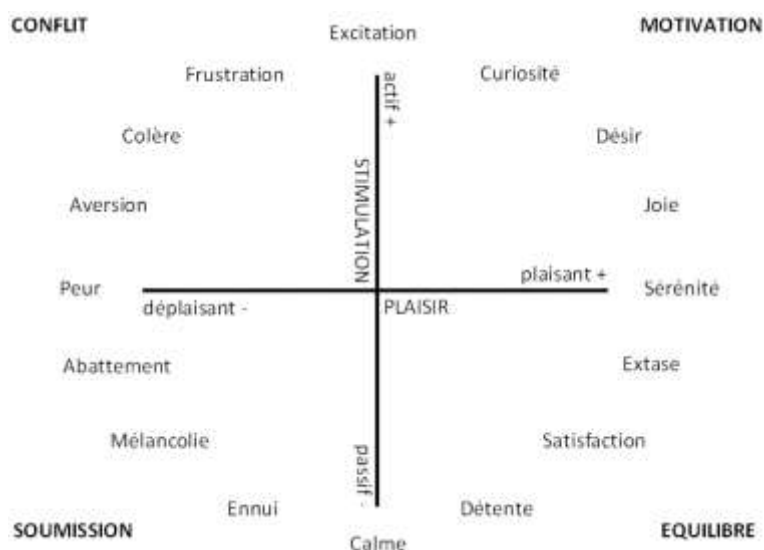 CONFLIT
MOTIVATION
Excitation
Frustration
Curiosité
actif +
Colère
Désir
STIMULATION
Aversion
Joie
plaisant +
Peur
Sérénité
déplaisant -
PLAISIR
Abattement
Extase
Mélancolie
Satisfaction
passif -
Ennui
Détente
SOUMISSION
EQUILIBRE
Calme